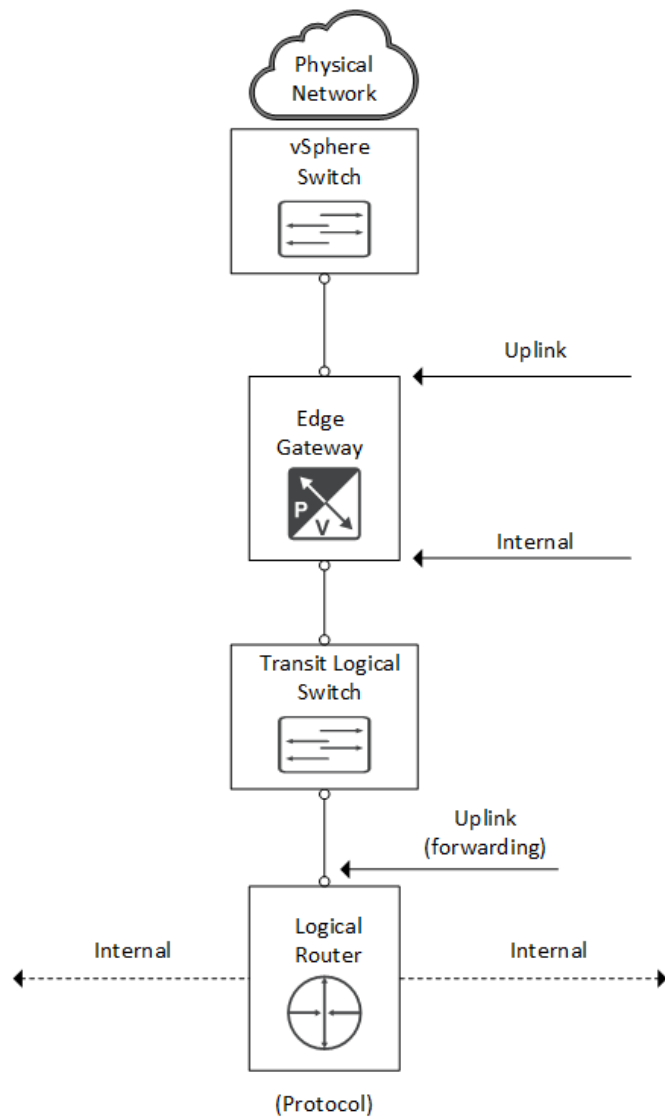 Physical
Network
vSphere
Switch
Uplink
Edge
Gateway
P
V
Internal
Transit Logical
Switch
Uplink
(forwarding)
Logical
Router
Internal
Internal
(Protocol)